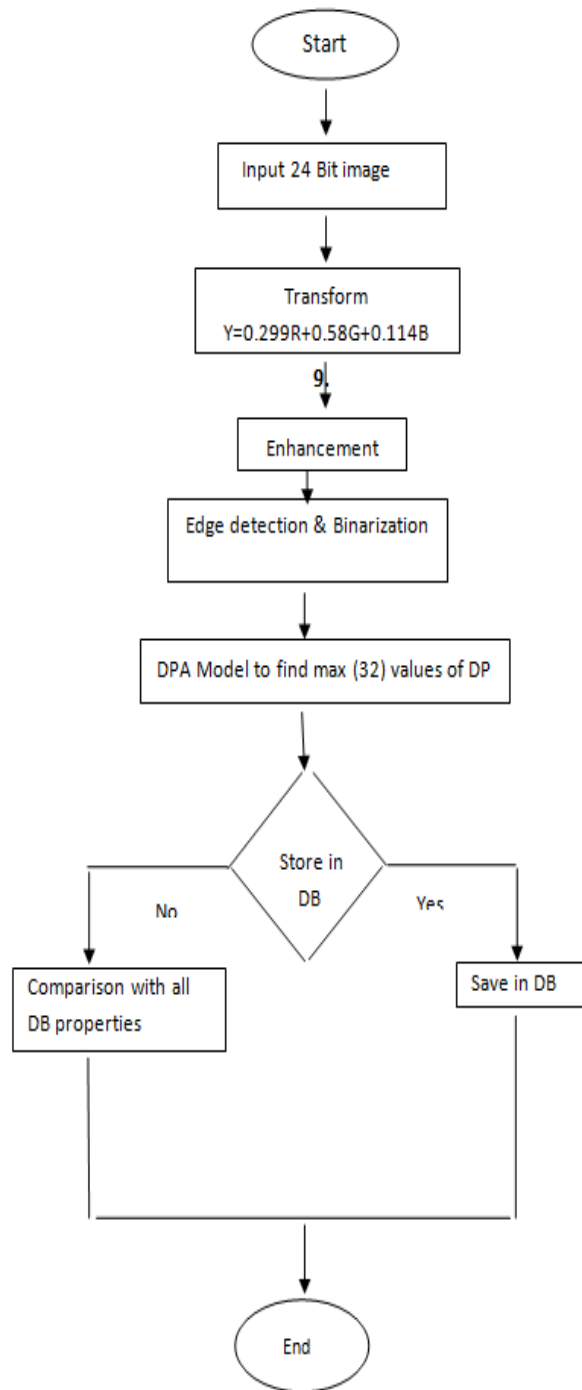 Start
Input 24 Bit image
Transform
Y=0.299R+0.58G+0.114B
9.
Enhancement
Edge detection & Binarization
DPA Model to find max (32) values of DP
Store in
DB
No
Yes
Comparison with all
DB properties
Save in DB
End